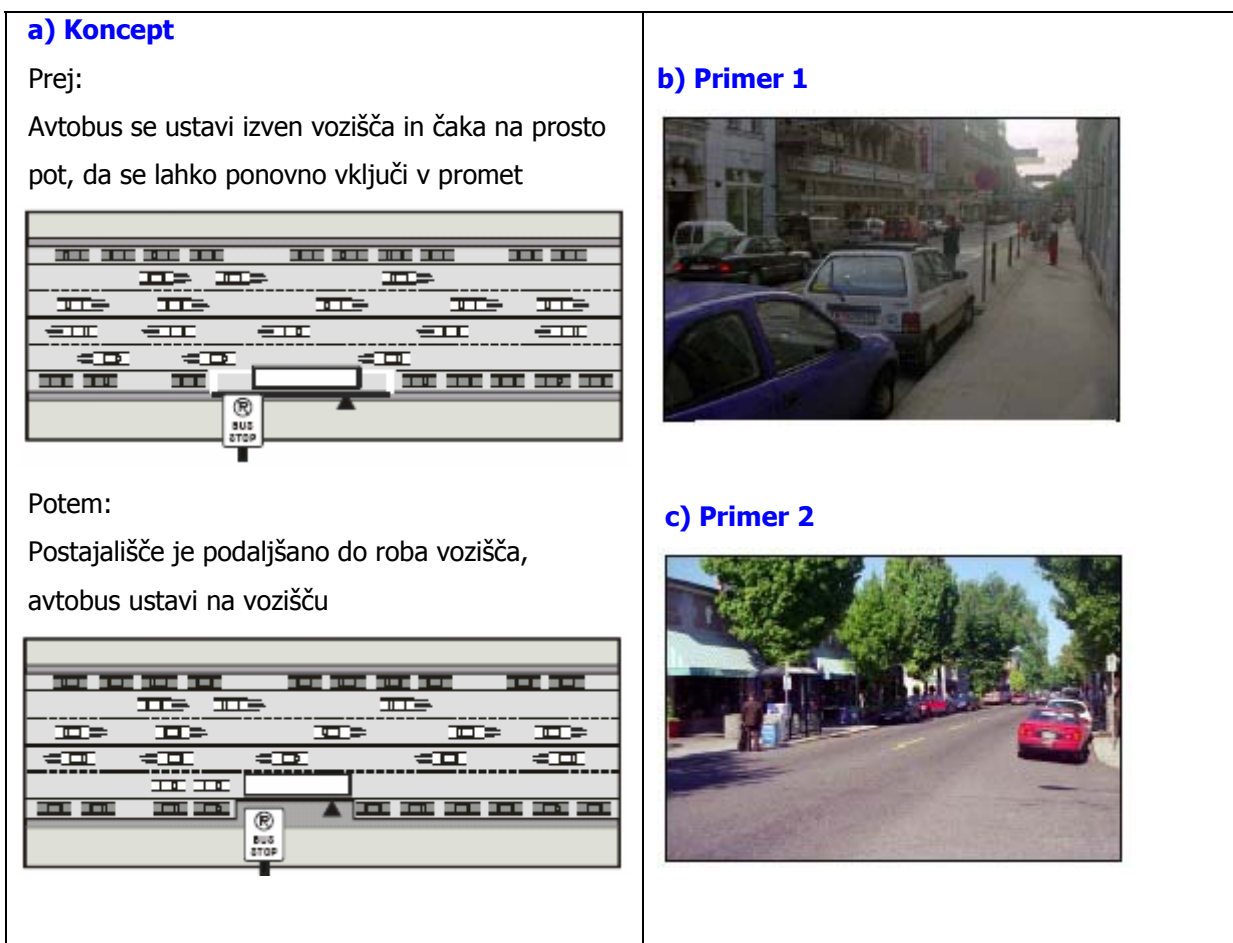 a) Koncept
Prej:
Avtobus se ustavi izven vozišča in čaka na prosto
pot, da se lahko ponovno vključi v promet
R
BUS
STOP
Potem:
Postajališče je podaljšano do roba vozišča,
avtobus ustavi na vozišču
R
BUS
STOP
b) Primer 1
c) Primer 2